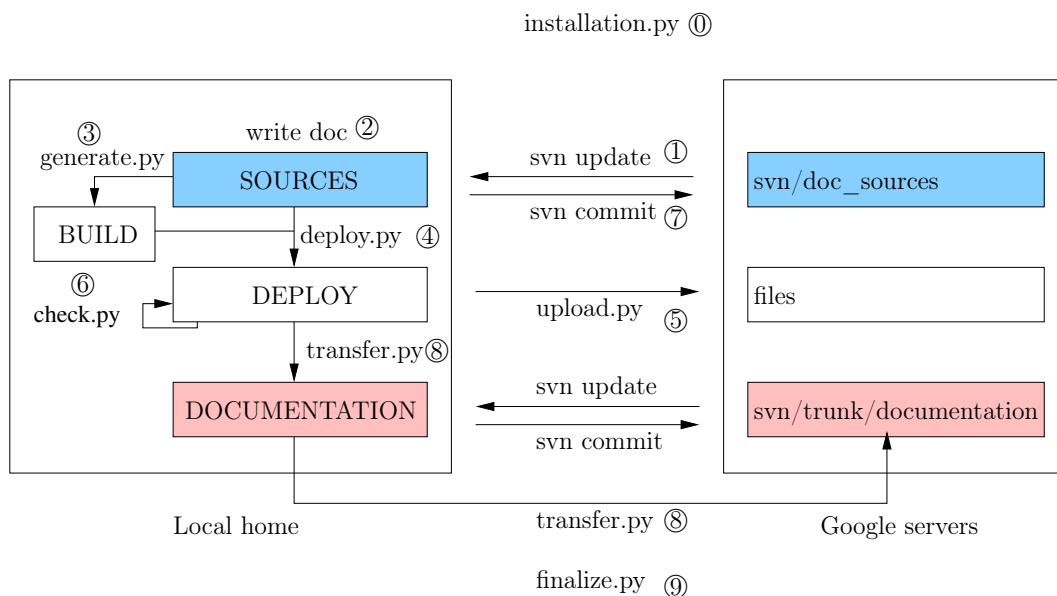 installation.py ⓪
③
write doc ②
generate.py
SOURCES
svn update ①
svn/doc_sources
svn commit ⑦
BUILD
deploy.py ④
⑥
check.py
DEPLOY
upload.py ⑤
files
transfer.py ⑧
DOCUMENTATION
svn update
svn commit
svn/trunk/documentation
Local home
transfer.py ⑧
Google servers
finalize.py ⑨